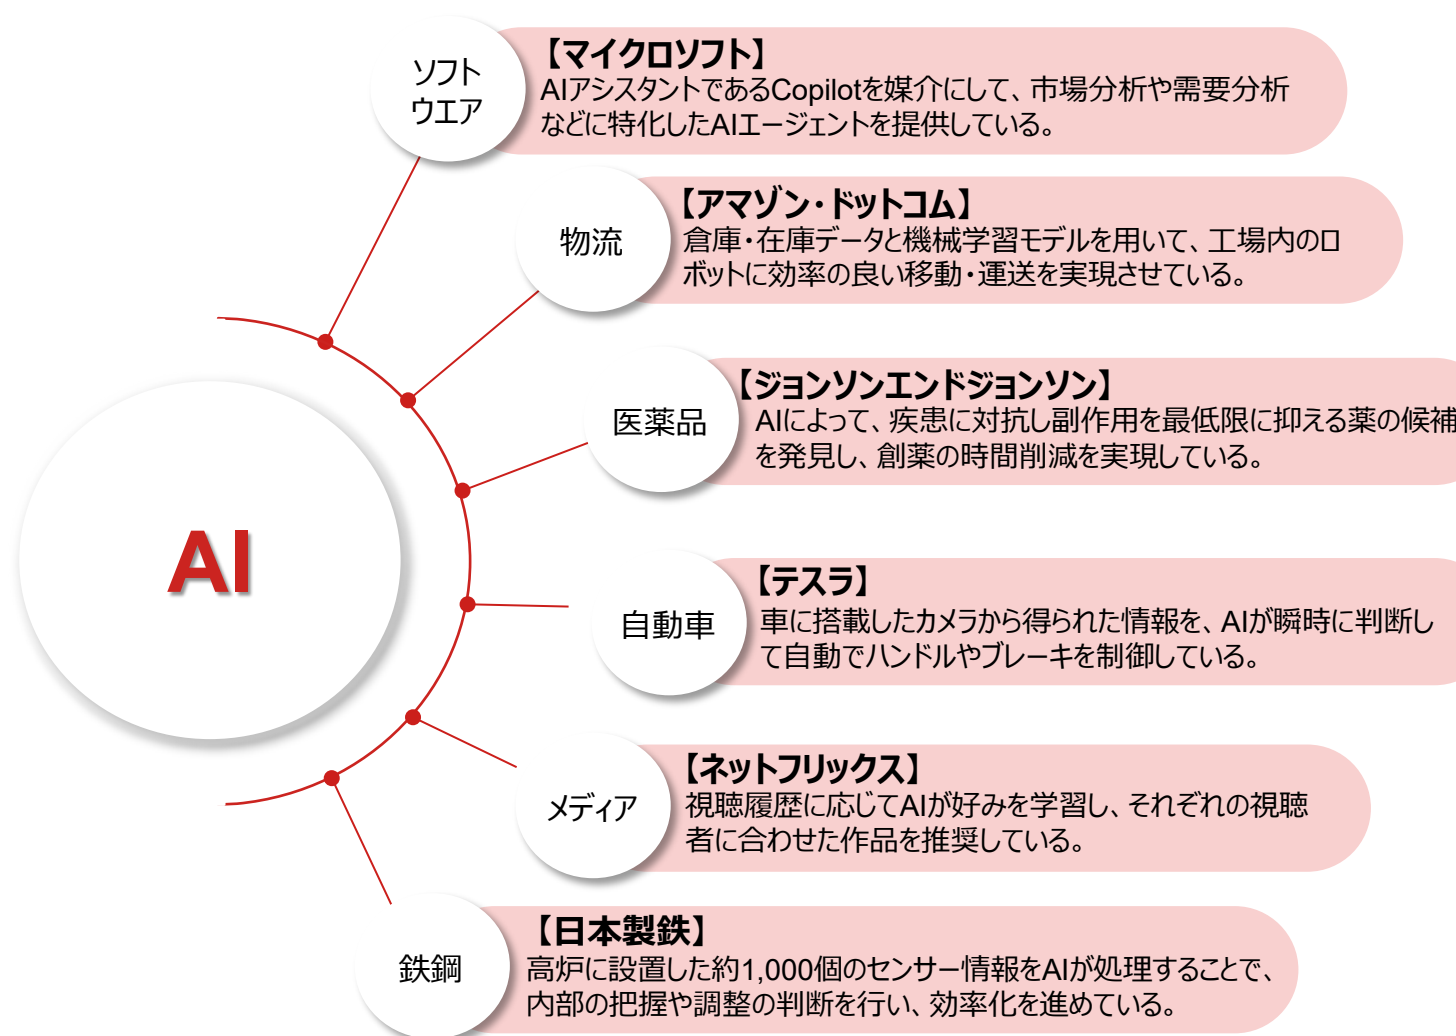 ソフト
ウエア
【マイクロソフト】
AIアシスタントであるCopilotを媒介にして、市場分析や需要分析
などに特化したAIエージェントを提供している。
物流
【アマゾン・ドットコム】
倉庫・在庫データと機械学習モデルを用いて、工場内のロ
ボットに効率の良い移動・運送を実現させている。
医薬品
【ジョンソンエンドジョンソン】
AIによって、疾患に対抗し副作用を最低限に抑える薬の候補
を発見し、創薬の時間削減を実現している。
AI
自動車
【テスラ】
車に搭載したカメラから得られた情報を、AIが瞬時に判断し
て自動でハンドルやブレーキを制御している。
メディア
【ネットフリックス】
視聴履歴に応じてAIが好みを学習し、それぞれの視聴
者に合わせた作品を推奨している。
鉄鋼
【日本製鉄】
高炉に設置した約1,000個のセンサー情報をAIが処理することで、
内部の把握や調整の判断を行い、効率化を進めている。